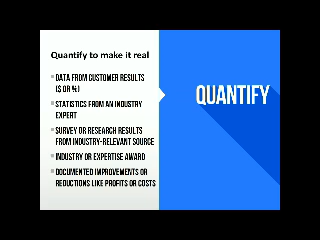 Quantify to make it real
DATA FROM CUSTOMER RESULTS
($ OR %)
STATISTICS FROM AN INDUSTRY
EXPERT
SURVEY OR RESEARCH RESULTS
FROM INDUSTRY-RELEVANT SOURCE
INDUSTRY OR EXPERTISE AWARD
DOCUMENTED IMPROVEMENTS OR
REDUCTIONS LIKE PROFITS OR COSTS
QUANTIFY